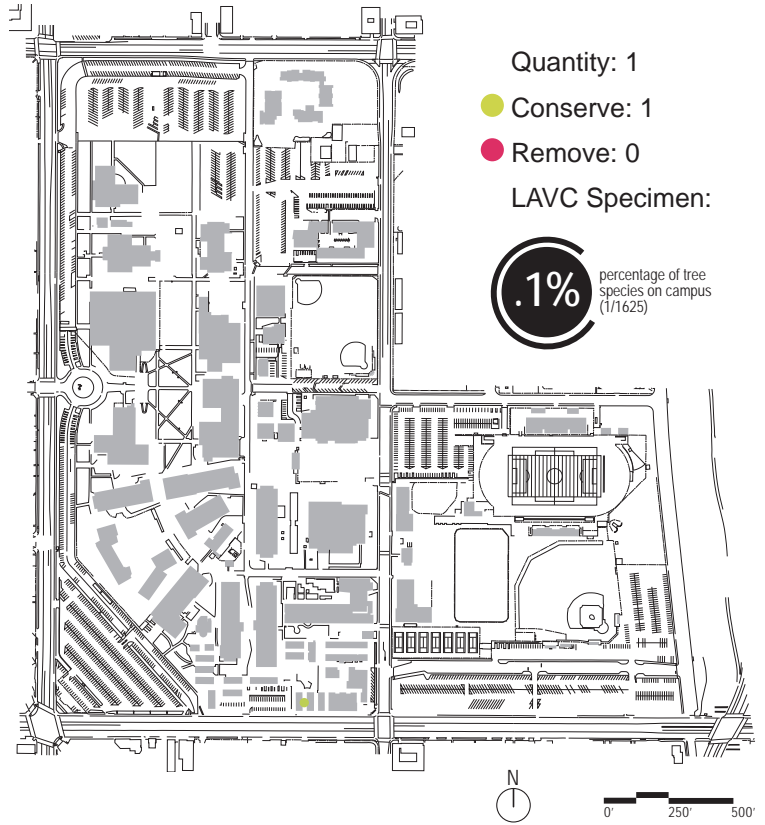 Quantity: 1
Conserve: 1
Remove: 0
LAVC Specimen:
.1%
percentage of tree
species on campus
(1/1625)
N
0' 250' 500'